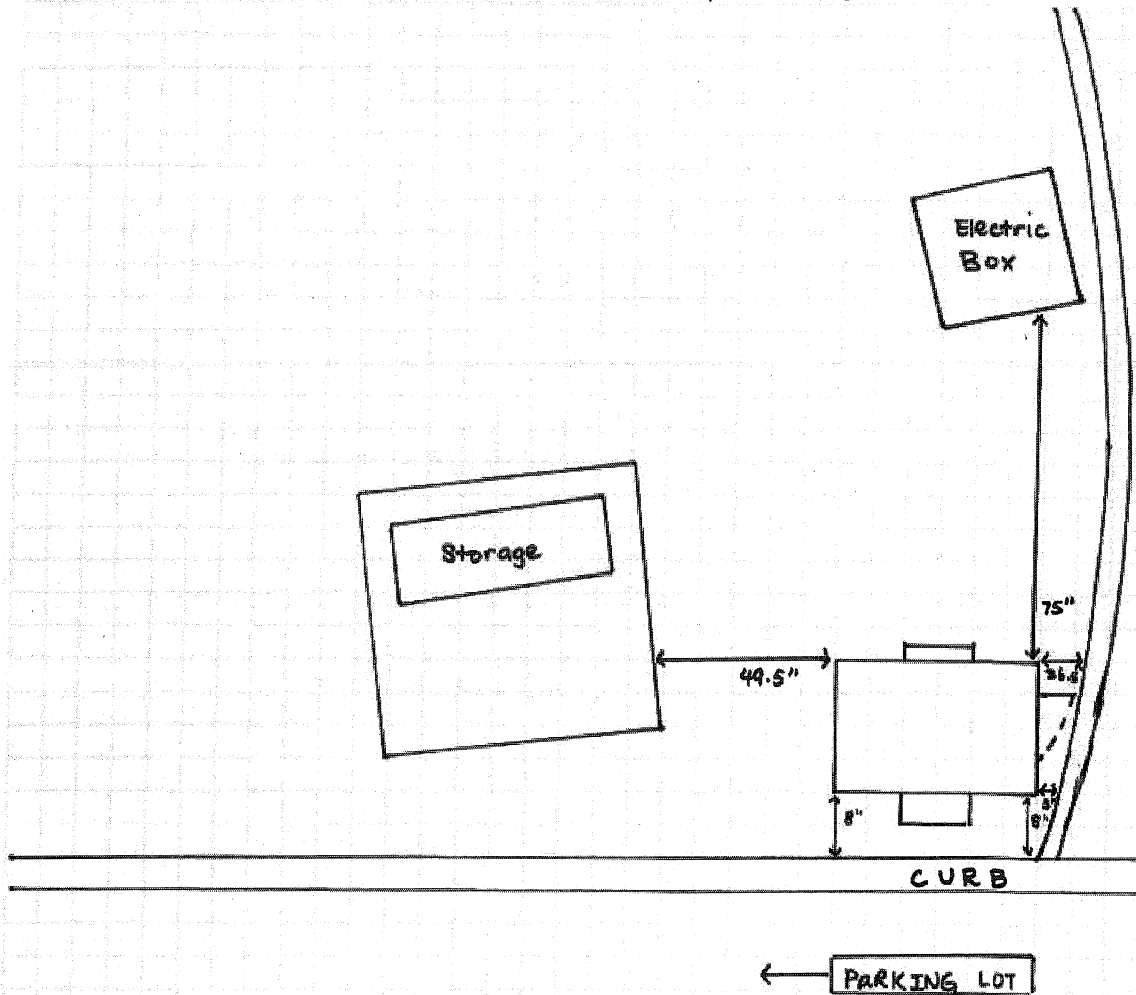 Electric
Box
Storage
75"
49.5"
8"
8"
CURB
PARKING LOT